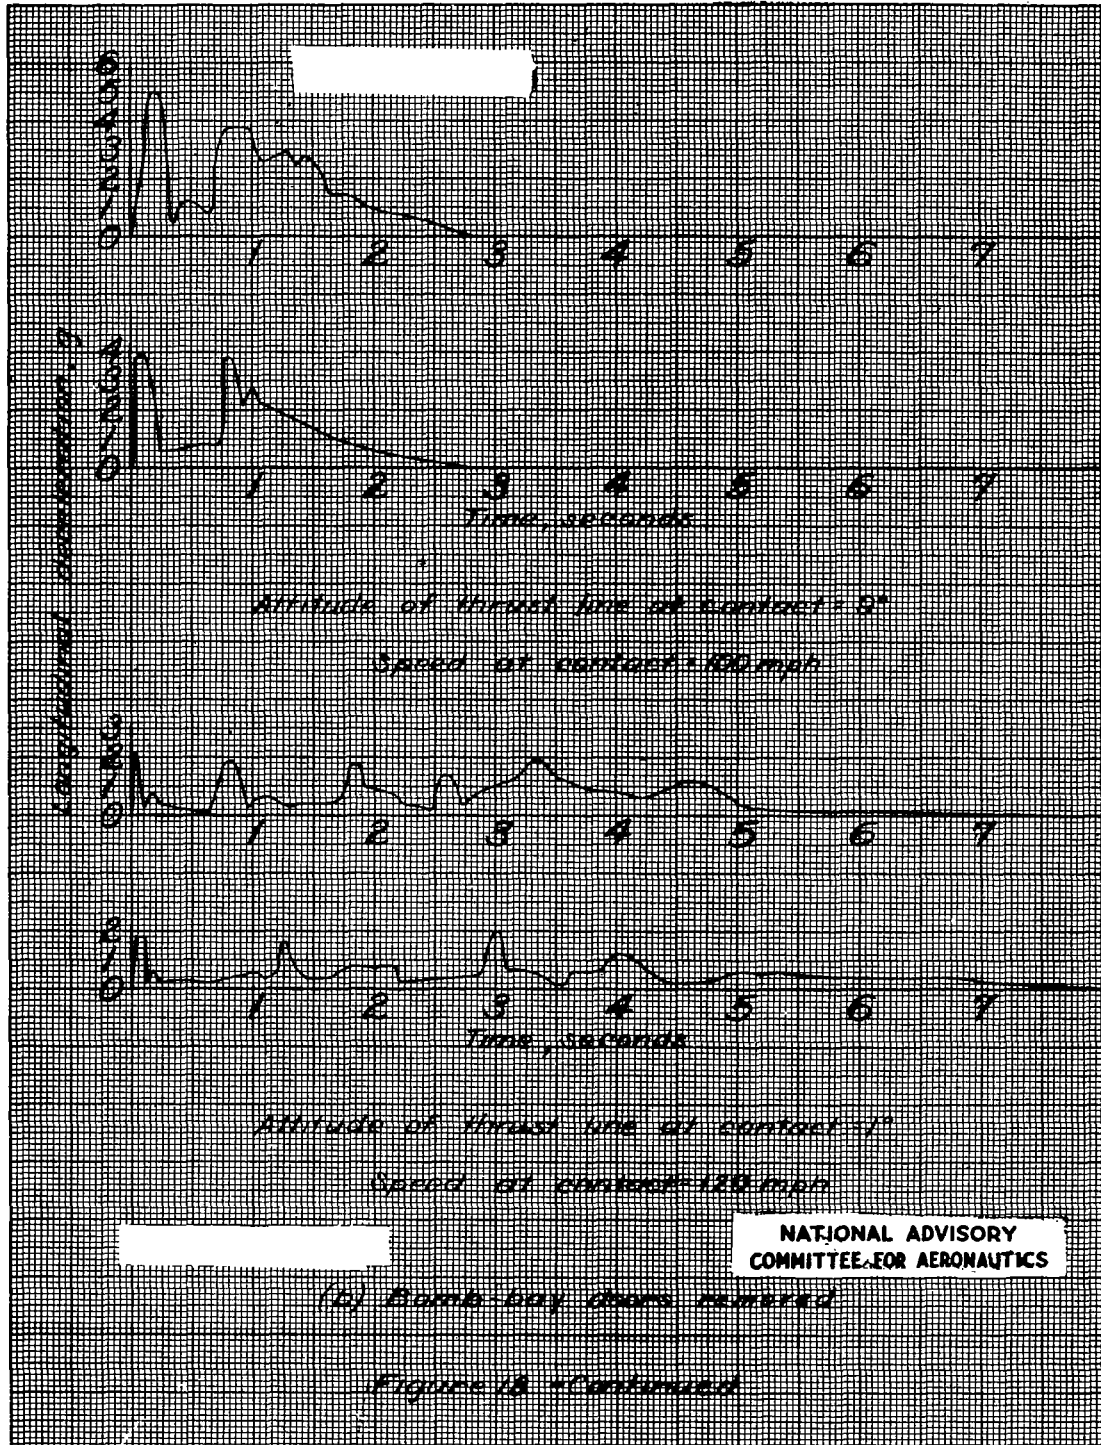 6
5
4
3
2
1
0
1 2 3 4 5 6 7
4
3
2
1
0
1 2 3 4 5 6 7
Time, seconds
Longitudinal deceleration, g
Attitude of thrust line at contact = 9°
Speed at contact = 100 mph
3
2
1
0
1 2 3 4 5 6 7
2
1
0
1 2 3 4 5 6 7
Time, seconds
Attitude of thrust line at contact = 1°
Speed at contact = 120 mph
NATIONAL ADVISORY
COMMITTEE FOR AERONAUTICS
(b) Bomb-bay doors removed
Figure 18 - Continued